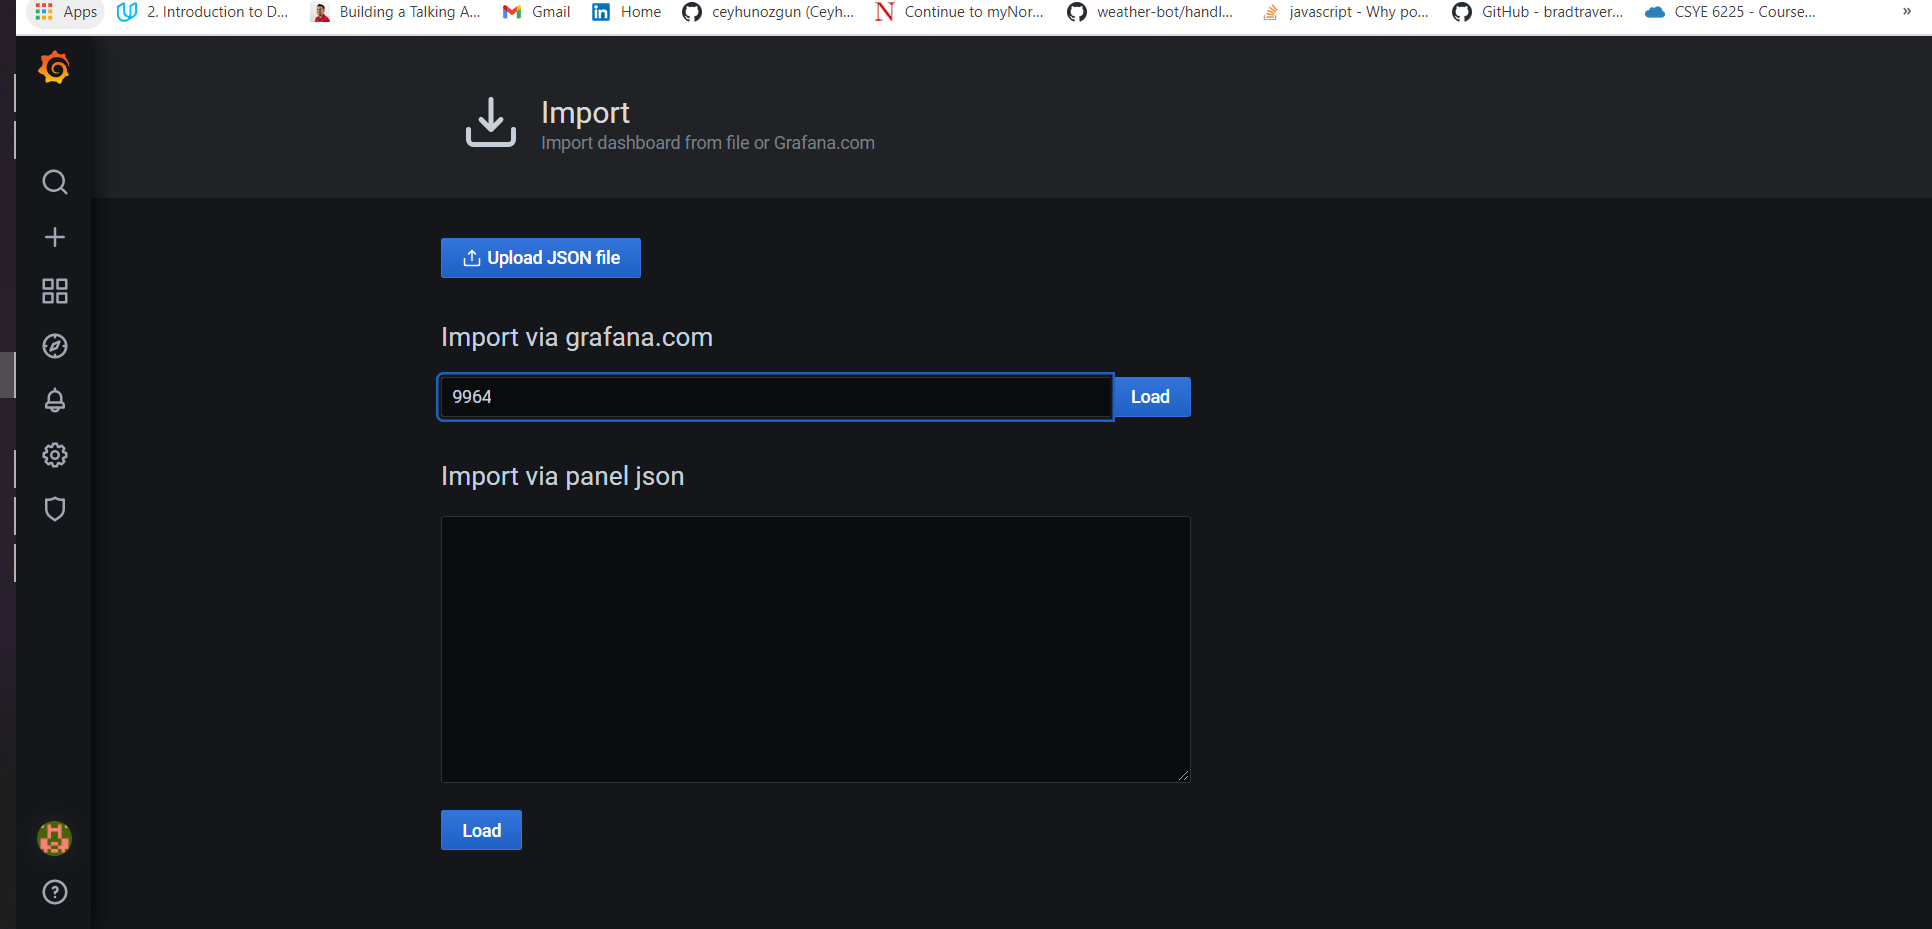 Apps 2. Introduction to D... Building a Talking A... Gmail Home ceyhunozgun (Ceyh... Continue to myNor... weather-bot/handl... javascript - Why po... GitHub - bradtraver... CSYE 6225 - Course... »
Import
Import dashboard from file or Grafana.com
Upload JSON file
Import via grafana.com
9964 Load
Import via panel json
Load